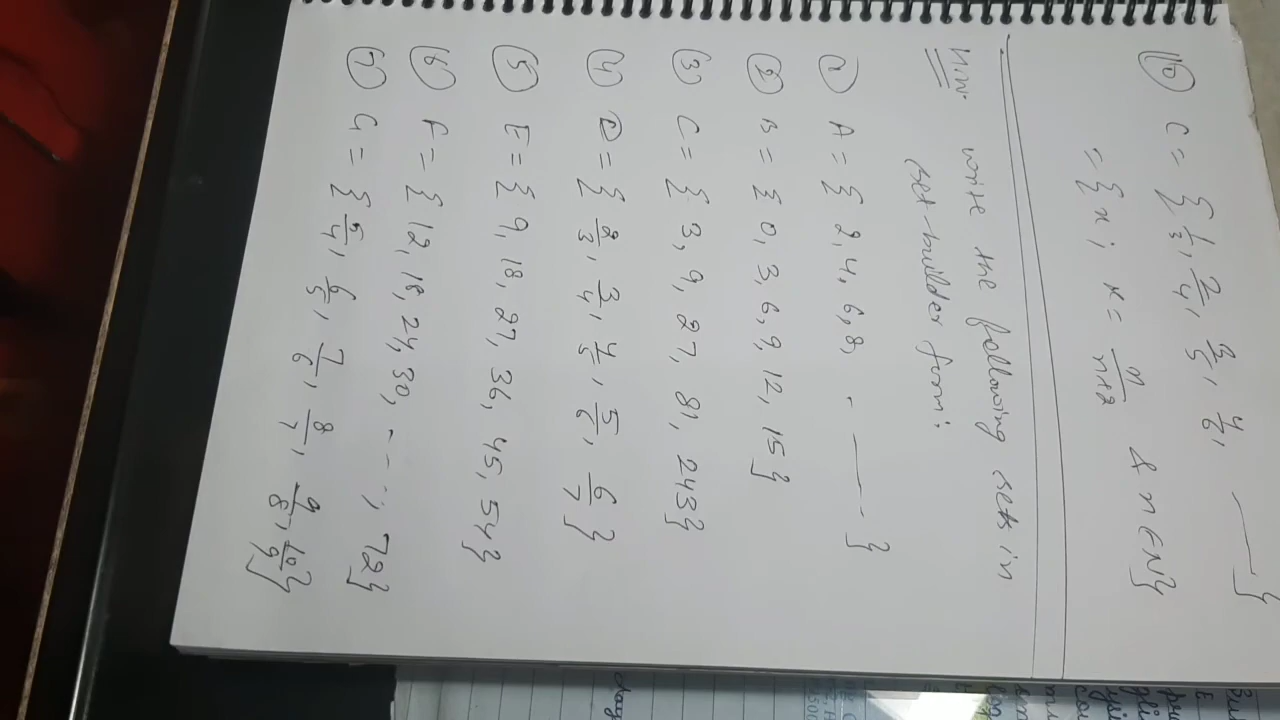 (10) C = { 1/3, 2/4, 3/5, 4/6, —— }
= { x ; x = n/n+2 & n ∈ N}
H.W. write the following sets in
set-builder form:
(1) A = { 2, 4, 6, 8, - —— - }
(2) B = { 0, 3, 6, 9, 12, 15 }
(3) C = { 3, 9, 27, 81, 243 }
(4) D = { 2/3, 3/4, 4/5, 5/6, 6/7 }
(5) E = { 9, 18, 27, 36, 45, 54 }
(6) F = { 12, 18, 24, 30, - - - -, 72 }
(7) G = { 5/4, 6/5, 7/6, 8/7, 9/8, 10/9 }